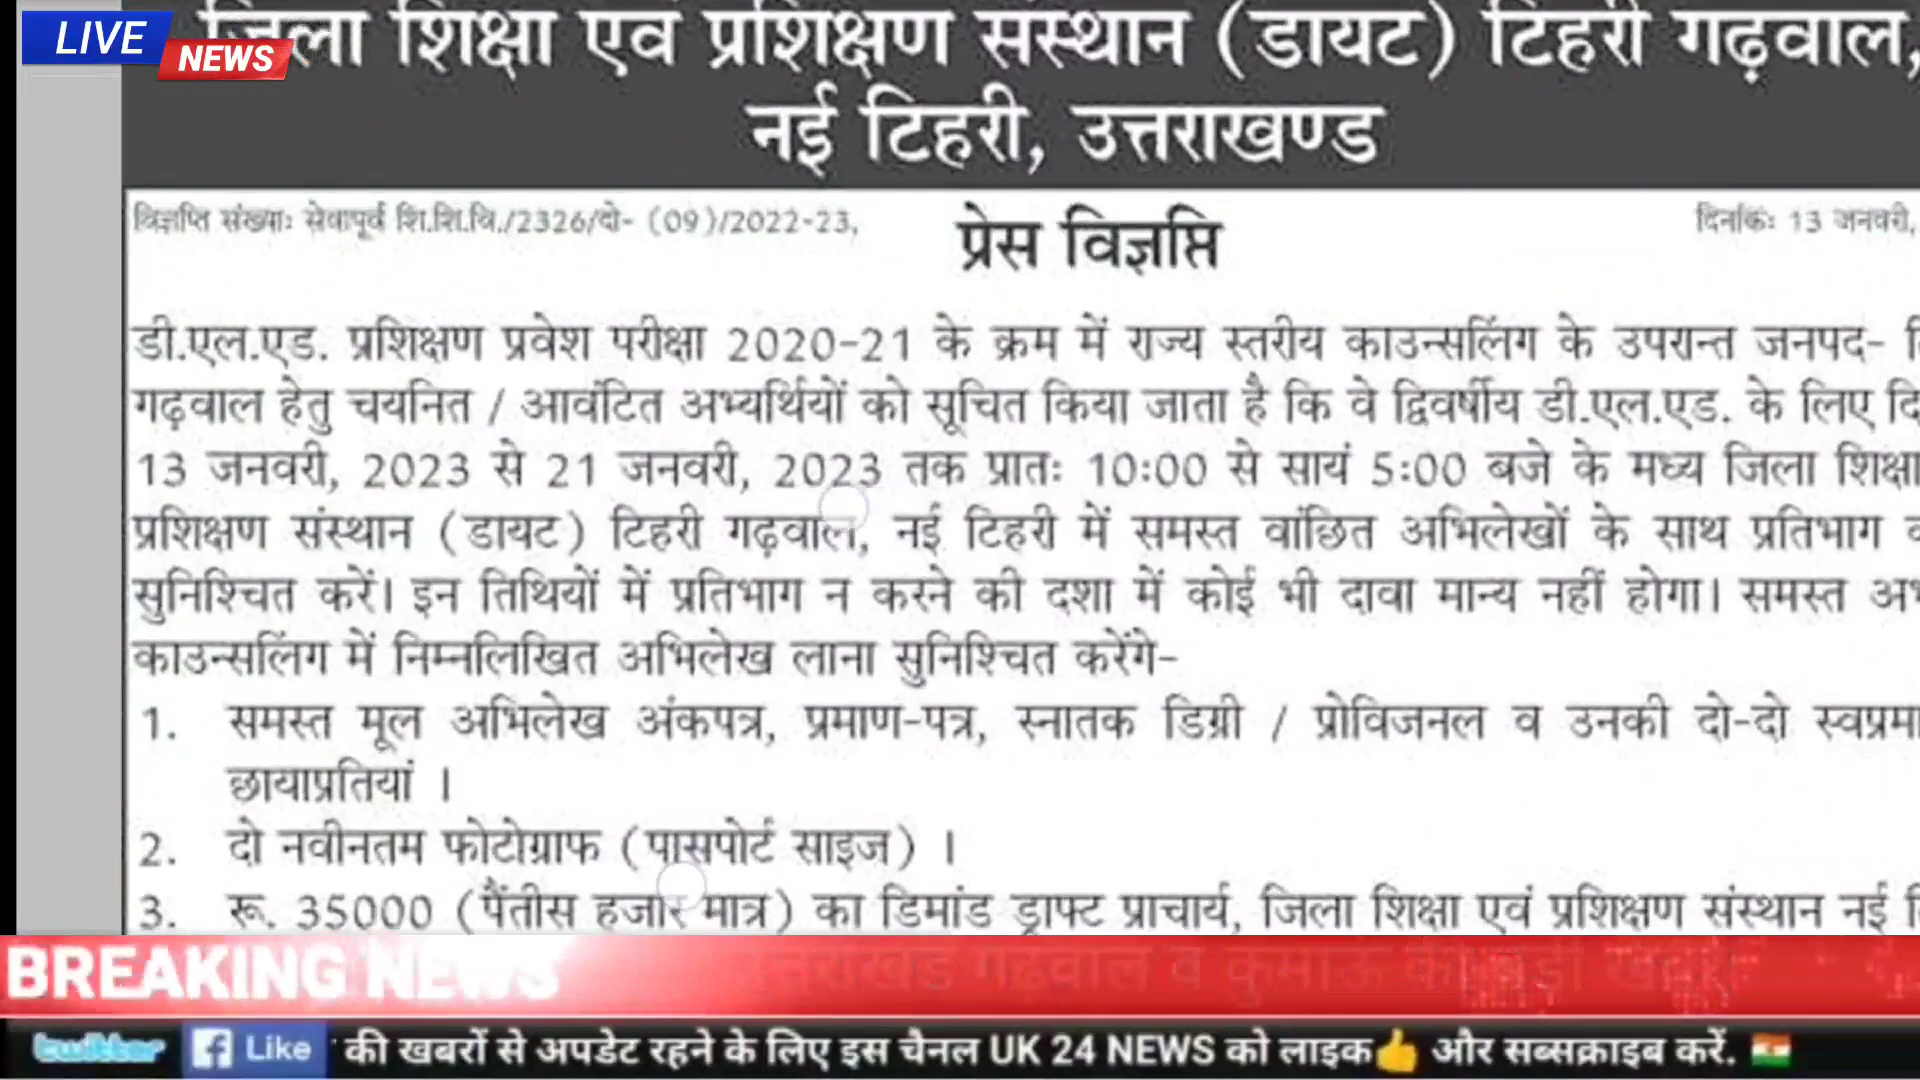 LIVE
NEWS
जिला शिक्षा एवं प्रशिक्षण संस्थान (डायट) टिहरी गढ़वाल,
नई टिहरी, उत्तराखण्ड
विज्ञप्ति संख्याः सेवापूर्व शि.शि.वि./2326/दो- (09)/2022-23,
प्रेस विज्ञप्ति
दिनांकः 13 जनवरी,
डी.एल.एड. प्रशिक्षण प्रवेश परीक्षा 2020-21 के क्रम में राज्य स्तरीय काउन्सलिंग के उपरान्त जनपद-
गढ़वाल हेतु चयनित / आवंटित अभ्यर्थियों को सूचित किया जाता है कि वे द्विवर्षीय डी.एल.एड. के लिए
13 जनवरी, 2023 से 21 जनवरी, 2023 तक प्रातः 10:00 से सायं 5:00 बजे के मध्य जिला शिक्षा
प्रशिक्षण संस्थान (डायट) टिहरी गढ़वाल, नई टिहरी में समस्त वांछित अभिलेखों के साथ प्रतिभाग
सुनिश्चित करें। इन तिथियों में प्रतिभाग न करने की दशा में कोई भी दावा मान्य नहीं होगा। समस्त
काउन्सलिंग में निम्नलिखित अभिलेख लाना सुनिश्चित करेंगे-
1. समस्त मूल अभिलेख अंकपत्र, प्रमाण-पत्र, स्नातक डिग्री / प्रोविजनल व उनकी दो-दो
छायाप्रतियां ।
2. दो नवीनतम फोटोग्राफ (पासपोर्ट साइज) ।
3. रू. 35000 (पैंतीस हजार मात्र) का डिमांड ड्राफ्ट प्राचार्य, जिला शिक्षा एवं प्रशिक्षण संस्थान नई
BREAKING NEWS उत्तराखंड गढ़वाल व कुमाऊं की बड़ी खबरें
twitter Like की खबरों से अपडेट रहने के लिए इस चैनल UK 24 NEWS को लाइक👍 और सब्सक्राइब करें. 🇮🇳